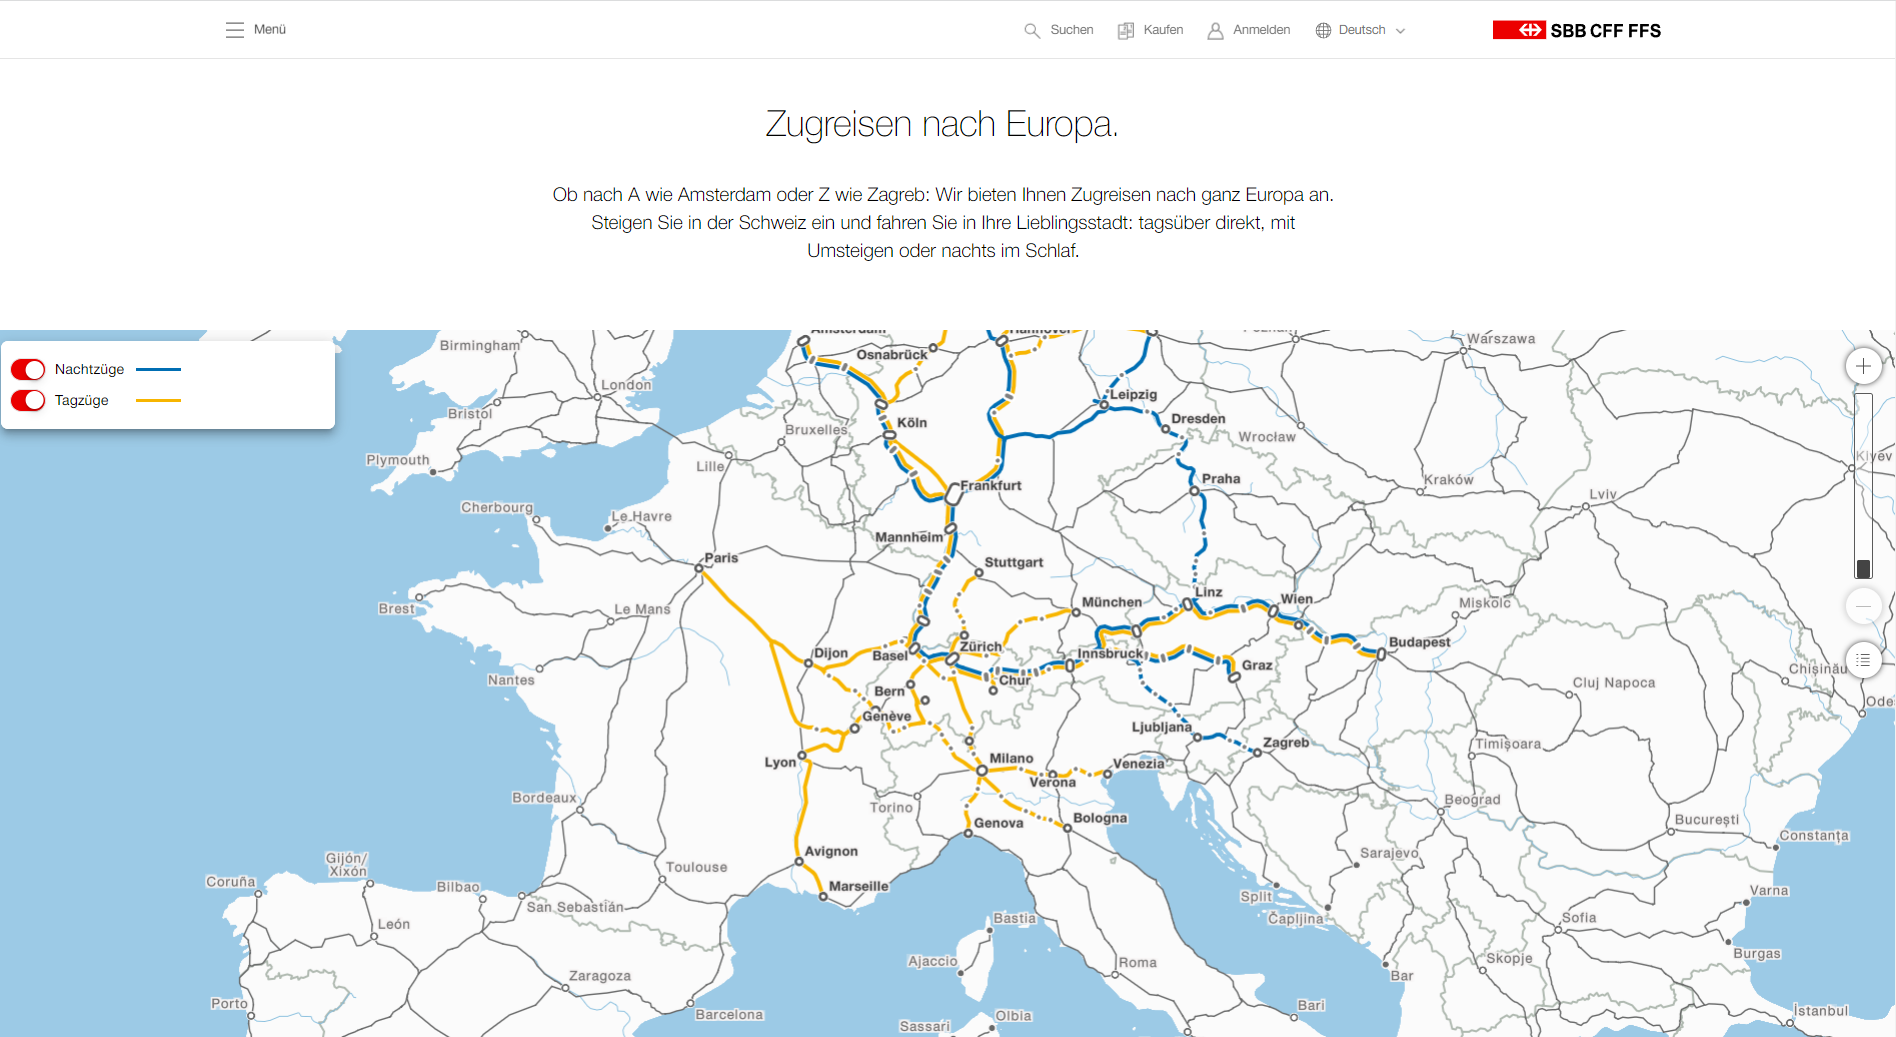 Menü
Suchen
Kaufen
Anmelden
Deutsch
SBB CFF FFS
Zugreisen nach Europa.
Ob nach A wie Amsterdam oder Z wie Zagreb: Wir bieten Ihnen Zugreisen nach ganz Europa an.
Steigen Sie in der Schweiz ein und fahren Sie in Ihre Lieblingsstadt: tagsüber direkt, mit
Umsteigen oder nachts im Schlaf.
Nachtzüge
Tagzüge
Amsterdam
Hannover
Birmingham
Osnabrück
Warszawa
London
Leipzig
Bristol
Köln
Dresden
Bruxelles
Wrocław
Plymouth
Lille
Kiyev
Frankfurt
Praha
Kraków
Lviv
Cherbourg
Le Havre
Mannheim
Paris
Stuttgart
Linz
Wien
München
Miskolc
Brest
Le Mans
Budapest
Dijon
Basel
Zürich
Innsbruck
Graz
Chişinău
Nantes
Chur
Bern
Cluj Napoca
Genève
Ljubljana
Zagreb
Timişoara
Lyon
Milano
Venezia
Verona
Bordeaux
Torino
Beograd
Genova
Bologna
Bucureşti
Constanţa
Avignon
Sarajevo
Gijón/
Xixón
Toulouse
Coruña
Bilbao
Marseille
Varna
San Sebastián
Split
León
Bastia
Čapljina
Sofia
Burgas
Ajaccio
Roma
Skopje
Zaragoza
Bar
Porto
Barcelona
Bari
İstanbul
Olbia
Sassari